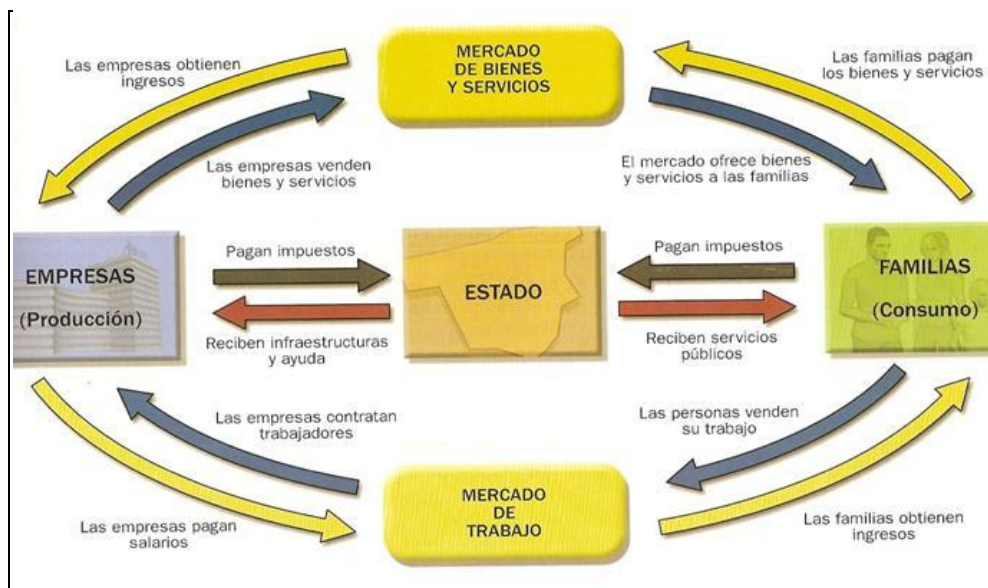 MERCADO
DE BIENES
Y SERVICIOS
Las empresas obtienen
ingresos
Las familias pagan
los bienes y servicios
Las empresas venden
bienes y servicios
El mercado ofrece bienes
y servicios a las familias
EMPRESAS
(Producción)
Pagan impuestos
Reciben infraestructuras
y ayuda
ESTADO
Pagan impuestos
Reciben servicios
públicos
FAMILIAS
(Consumo)
Las empresas contratan
trabajadores
Las personas venden
su trabajo
Las empresas pagan
salarios
MERCADO
DE
TRABAJO
Las familias obtienen
ingresos